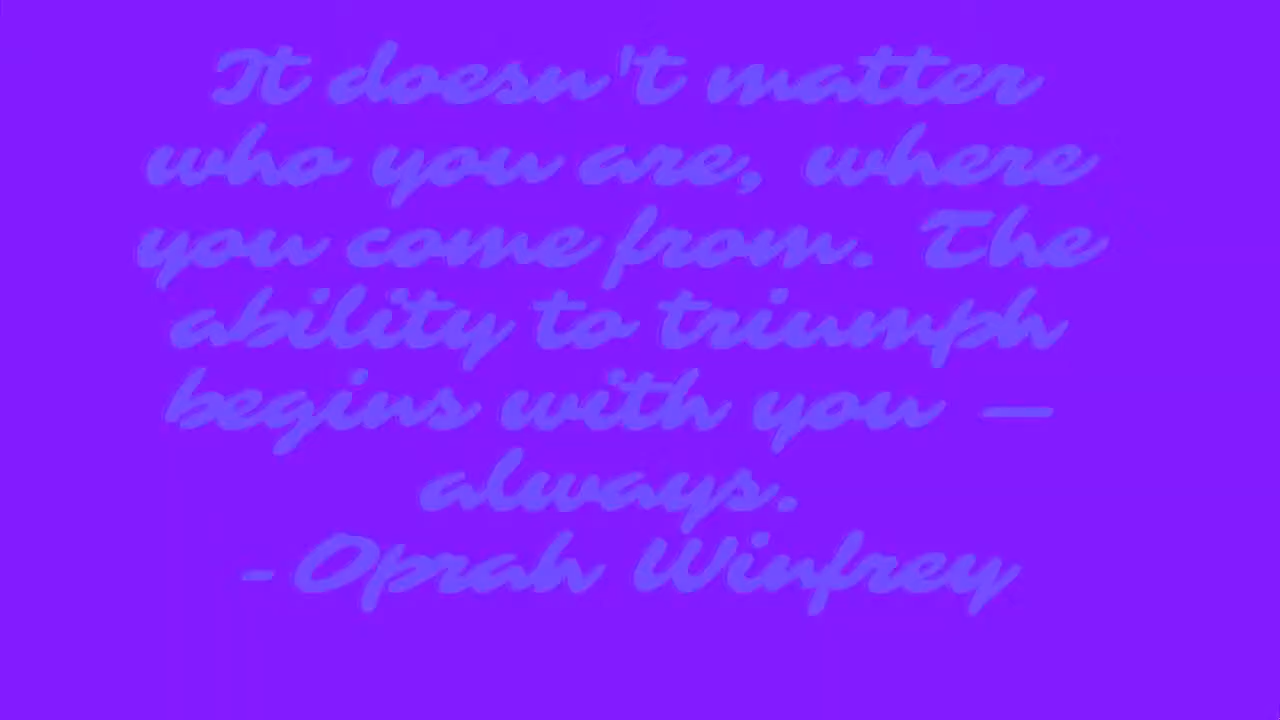 It doesn't matter
who you are, where
you come from. The
ability to triumph
begins with you –
always.
- Oprah Winfrey